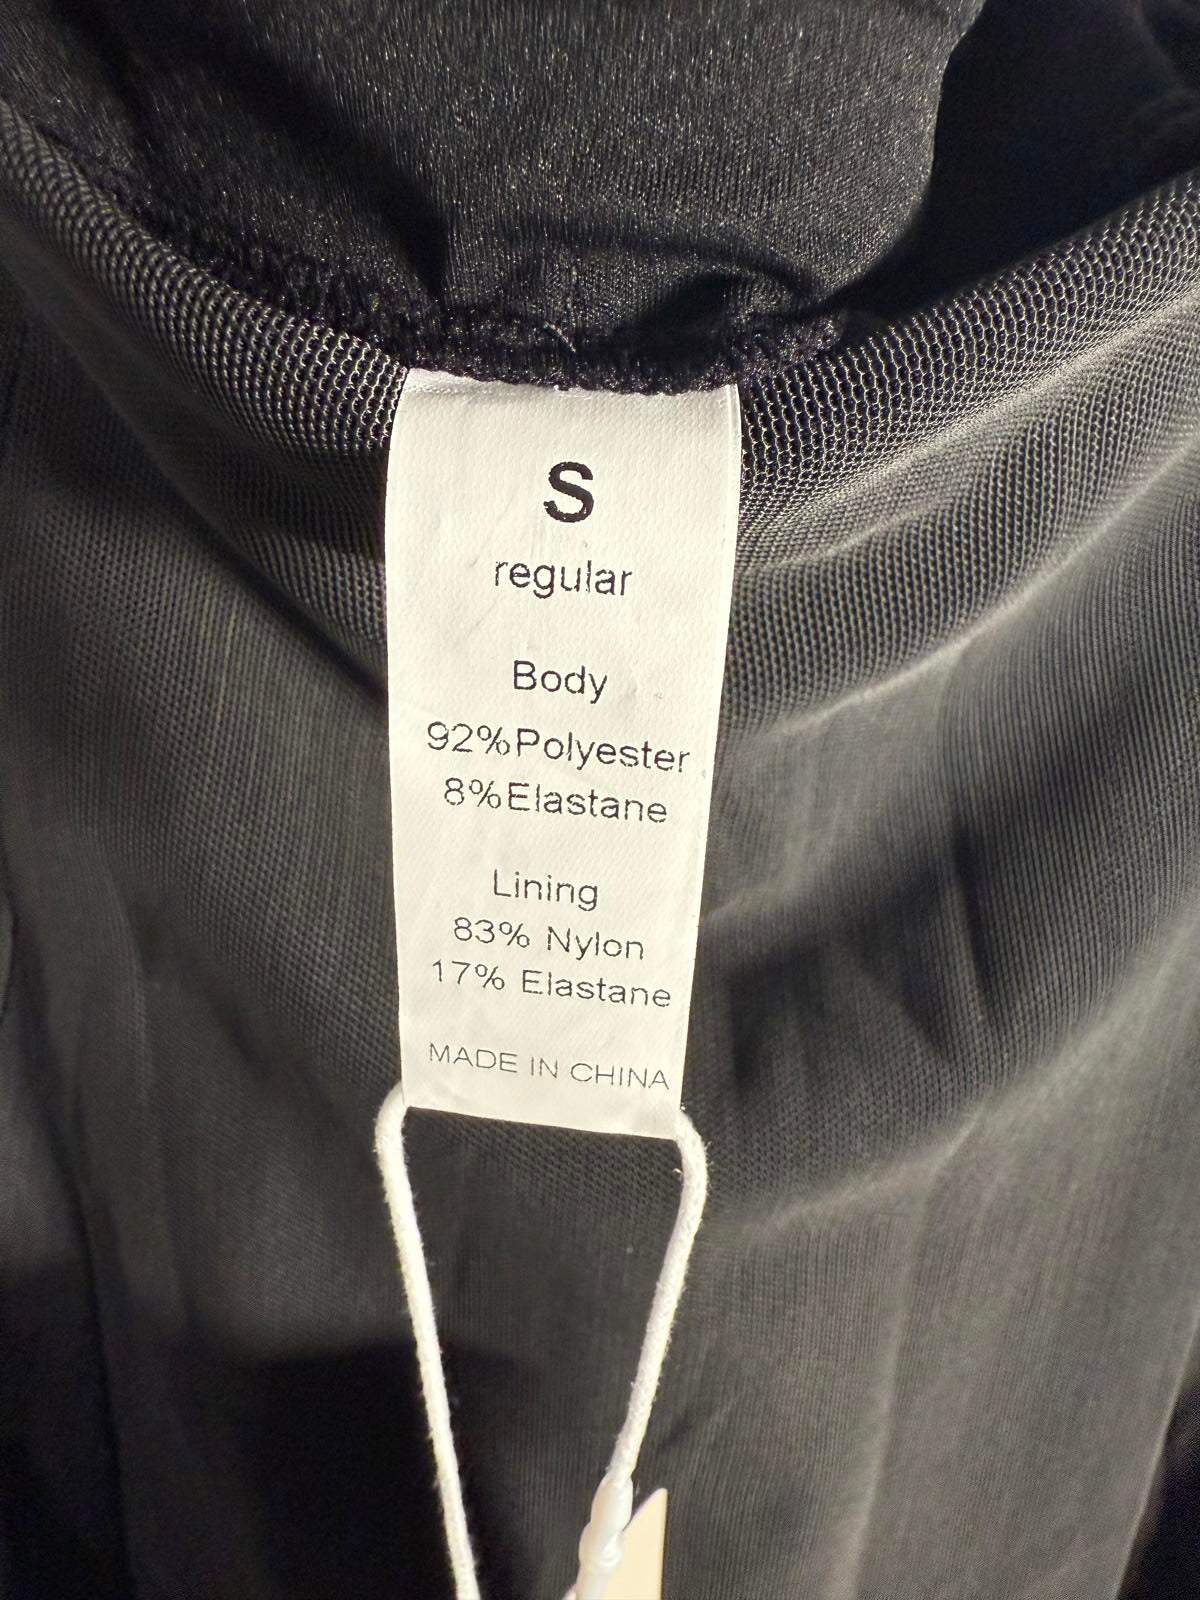 S
regular
Body
92%Polyester
8%Elastane
Lining
83% Nylon
17% Elastane
MADE IN CHINA